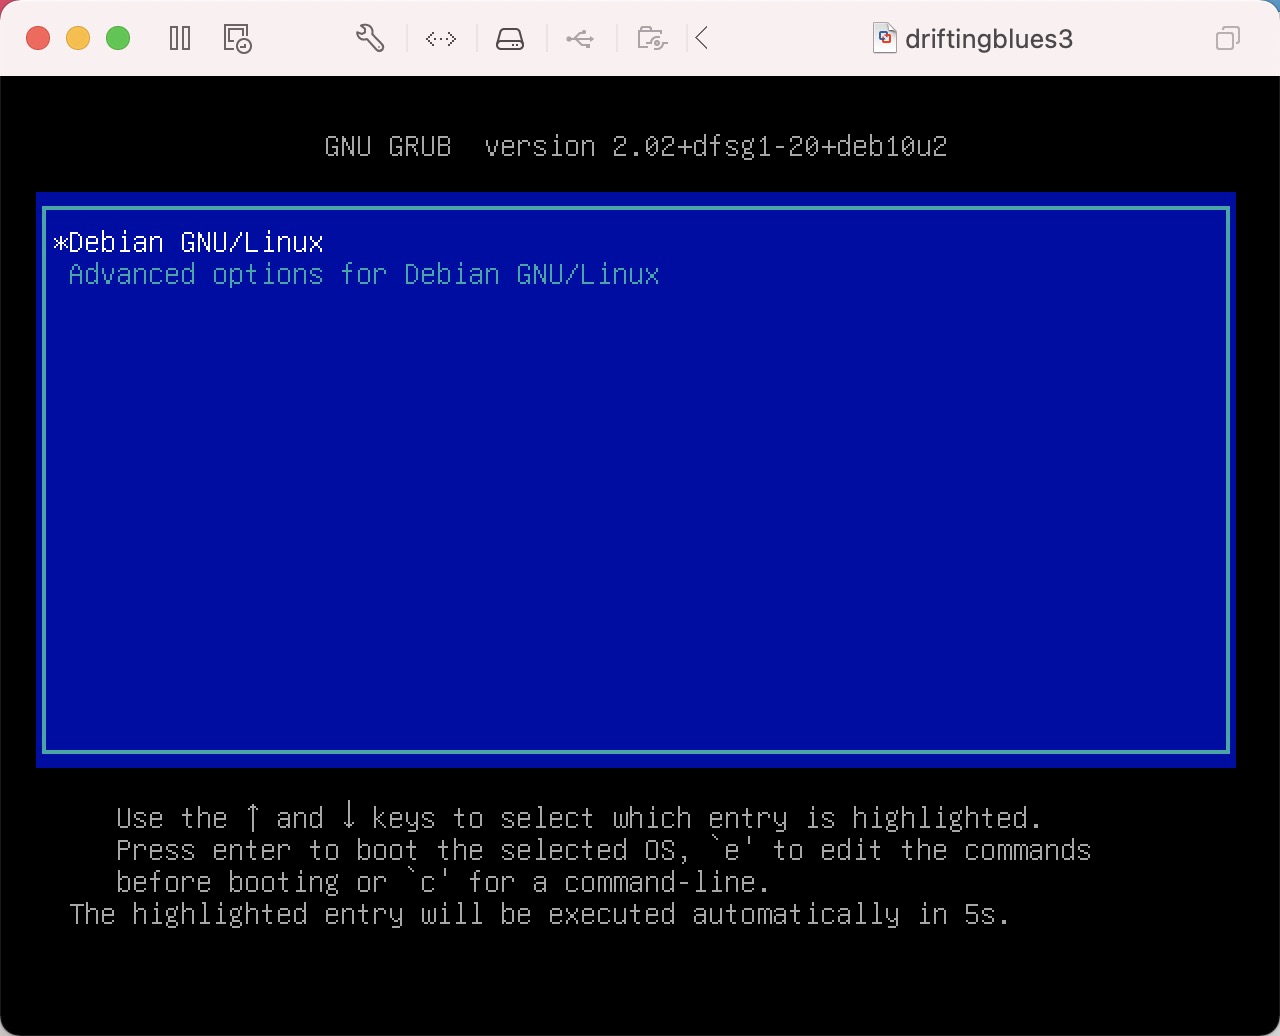 driftingblues3
GNU GRUB  version 2.02+dfsg1-20+deb10u2
*Debian GNU/Linux
Advanced options for Debian GNU/Linux
Use the ↑ and ↓ keys to select which entry is highlighted.
Press enter to boot the selected OS, `e' to edit the commands
before booting or `c' for a command-line.
The highlighted entry will be executed automatically in 5s.